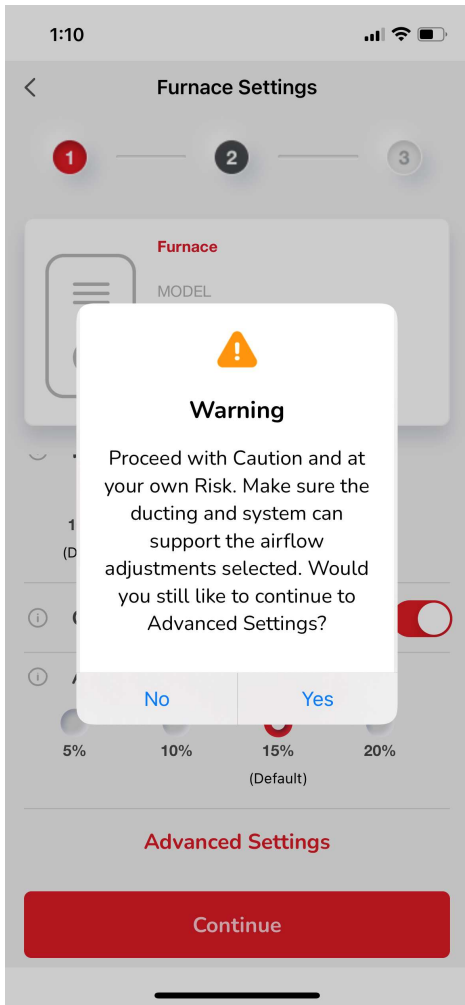 1:10
Furnace Settings
1
2
3
Furnace
MODEL
Warning
Proceed with Caution and at
your own Risk. Make sure the
ducting and system can
support the airflow
adjustments selected. Would
you still like to continue to
Advanced Settings?
No Yes
5% 10% 15% 20%
(Default)
Advanced Settings
Continue